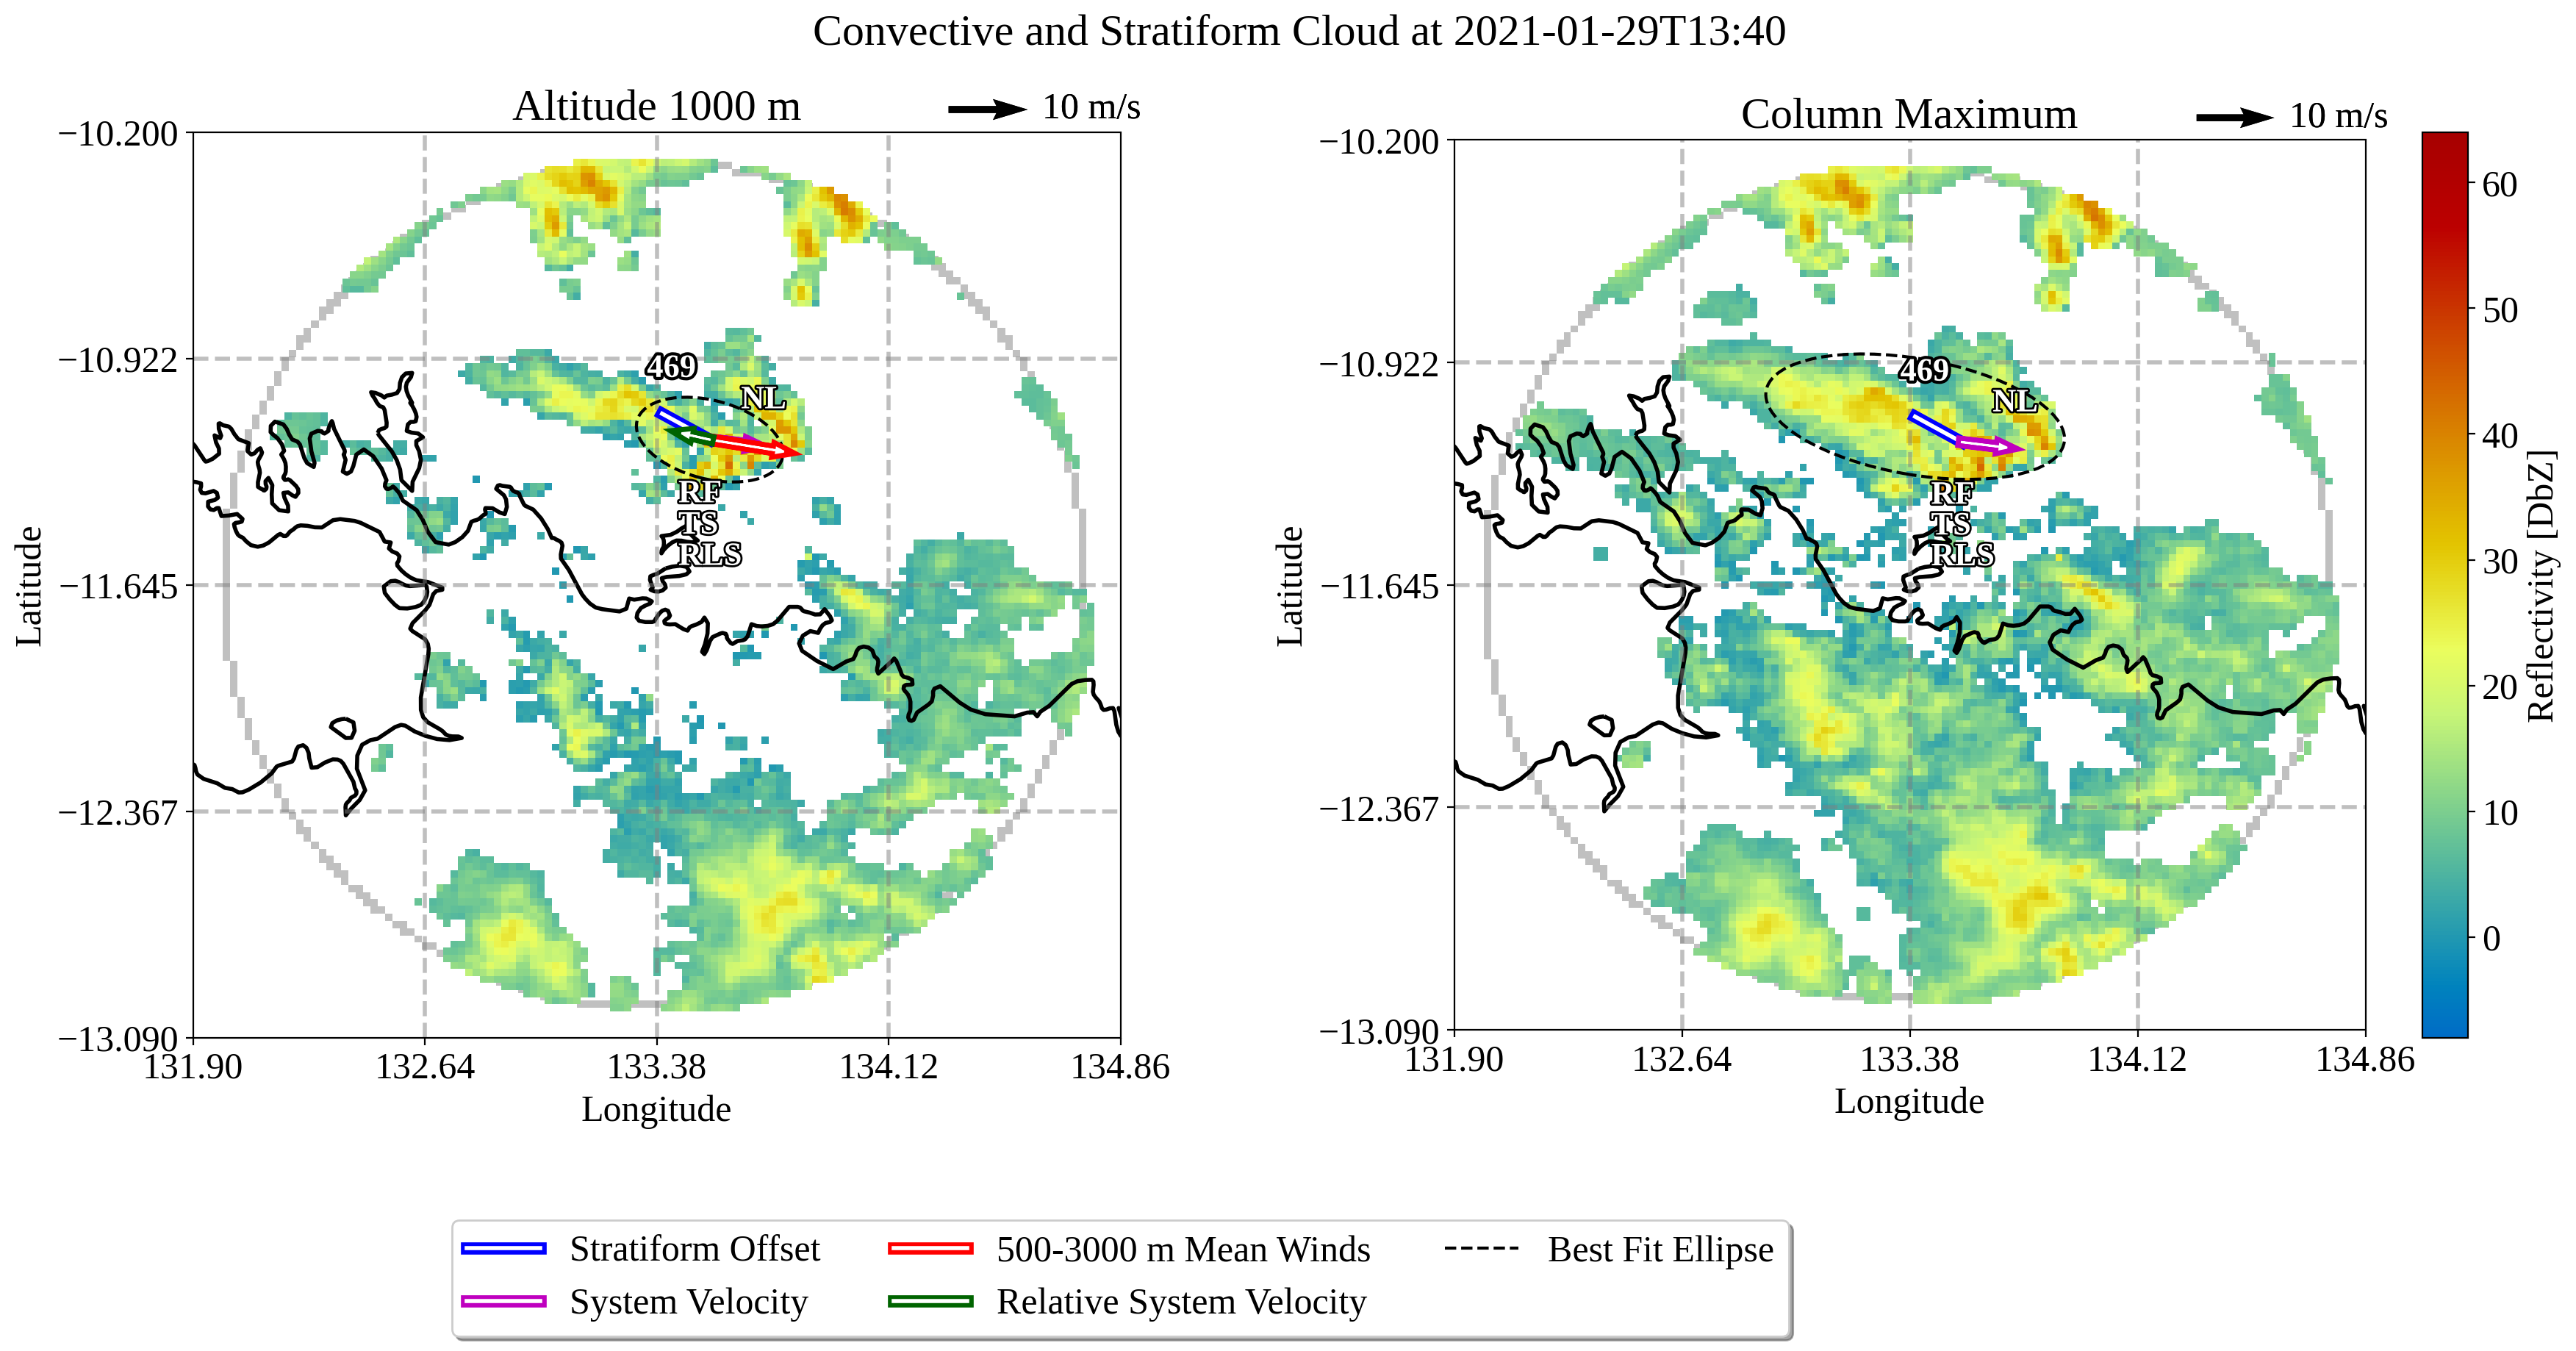 Convective and Stratiform Cloud at 2021-01-29T13:40
Altitude 1000 m
10 m/s
−10.200
−10.922
−11.645
−12.367
−13.090
131.90
132.64
133.38
134.12
134.86
Latitude
Longitude
469
NL
RF
TS
RLS
Column Maximum
10 m/s
−10.200
−10.922
−11.645
−12.367
−13.090
131.90
132.64
133.38
134.12
134.86
Latitude
Longitude
469
NL
RF
TS
RLS
60
50
40
30
20
10
0
Reflectivity [DbZ]
Stratiform Offset
System Velocity
500-3000 m Mean Winds
Relative System Velocity
Best Fit Ellipse